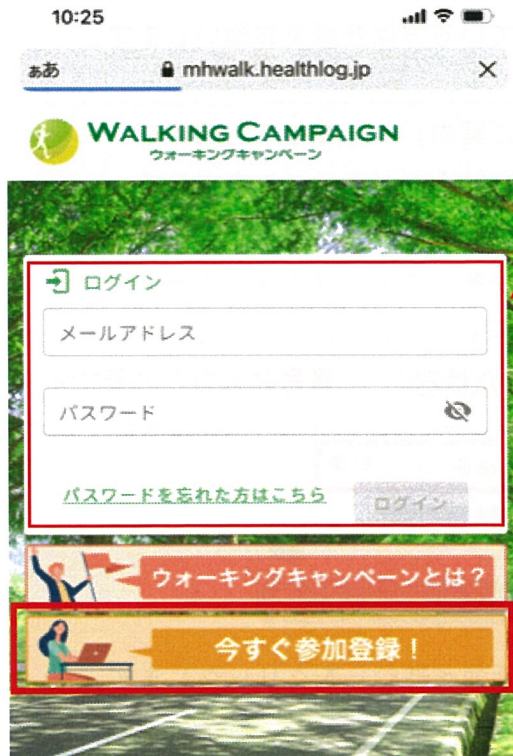 10:25
ぁあ mhwalk.healthlog.jp ×
WALKING CAMPAIGN
ウォーキングキャンペーン
ログイン
メールアドレス
パスワード
パスワードを忘れた方はこちら
ログイン
ウォーキングキャンペーンとは?
今すぐ参加登録!